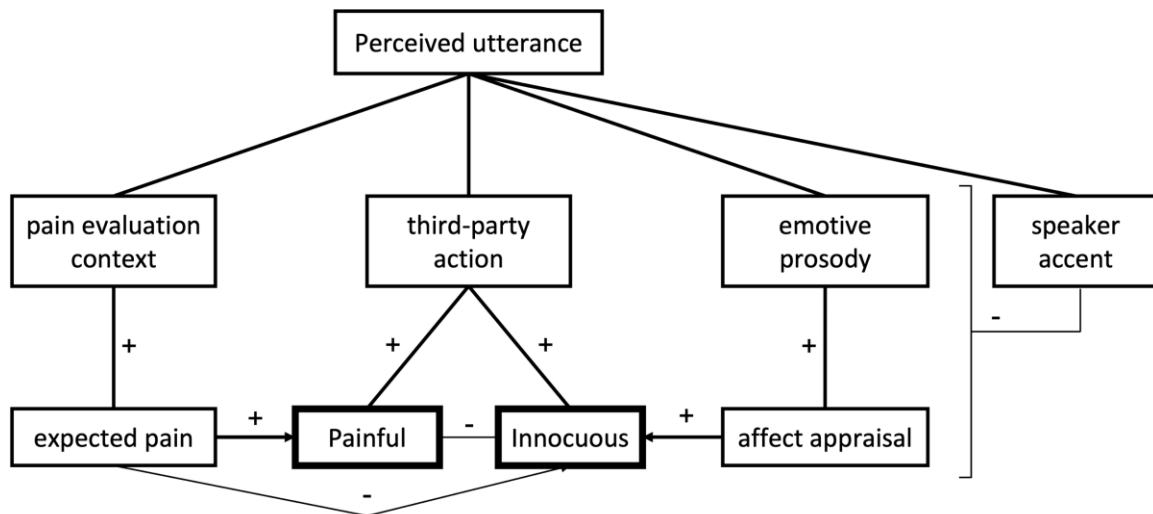 Perceived utterance
pain evaluation
context
third-party
action
emotive
prosody
speaker
accent
-
+
+
+
+
expected pain
+
Painful
-
Innocuous
+
affect appraisal
-